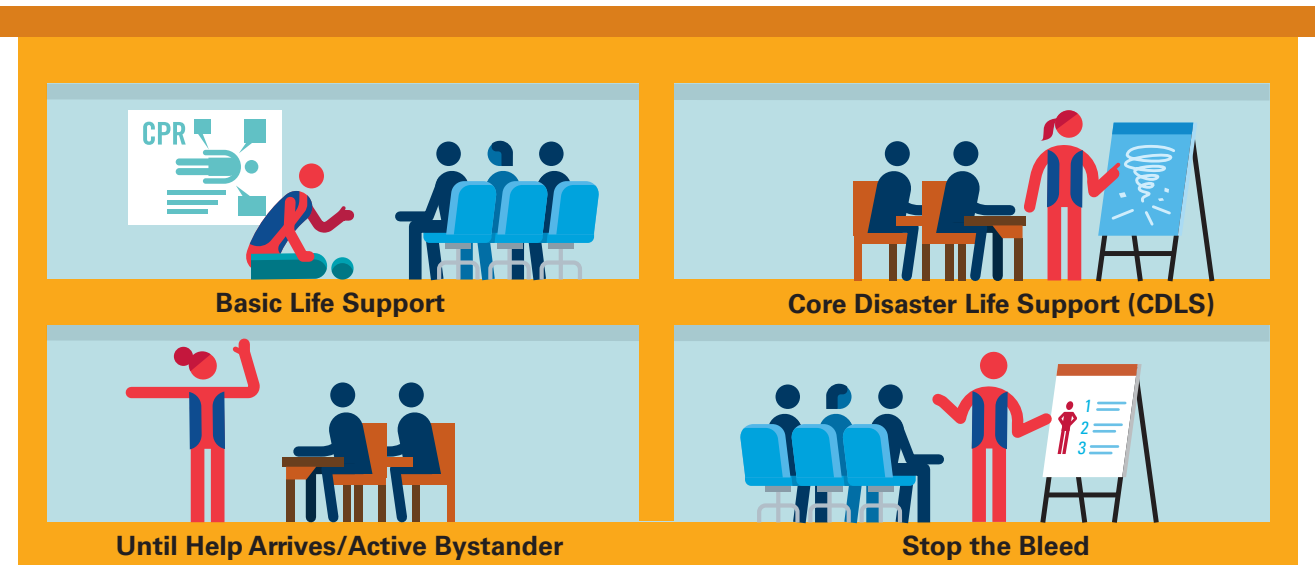 CPR
Basic Life Support
Core Disaster Life Support (CDLS)
1
2
3
Until Help Arrives/Active Bystander
Stop the Bleed